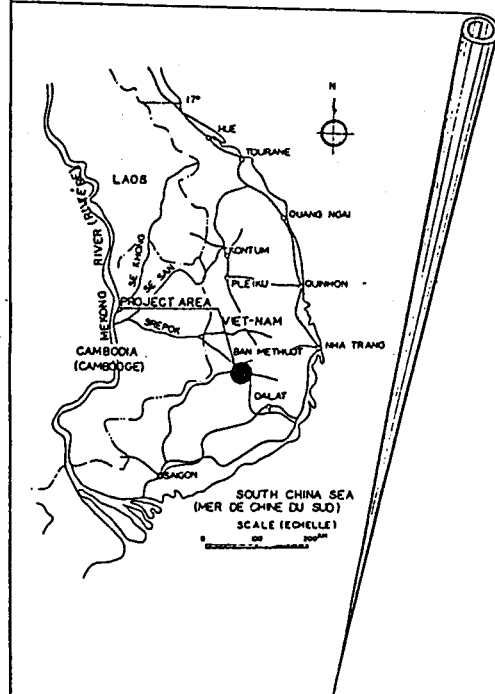 17°
HUE
N
TOURANE
LAOS
MEKONG RIVER (RIVIÈRE)
SE KHONG
SE SAN
QUANG NGAI
KONTUM
PLEIKU
QUINHON
PROJECT AREA
VIET-NAM
SREPOK
CAMBODIA
(CAMBODGE)
BAN METHUOT
NHA TRANG
DALAT
SAIGON
SOUTH CHINA SEA
(MER DE CHINE DU SUD)
SCALE (ECHELLE)
0 100 200 KM